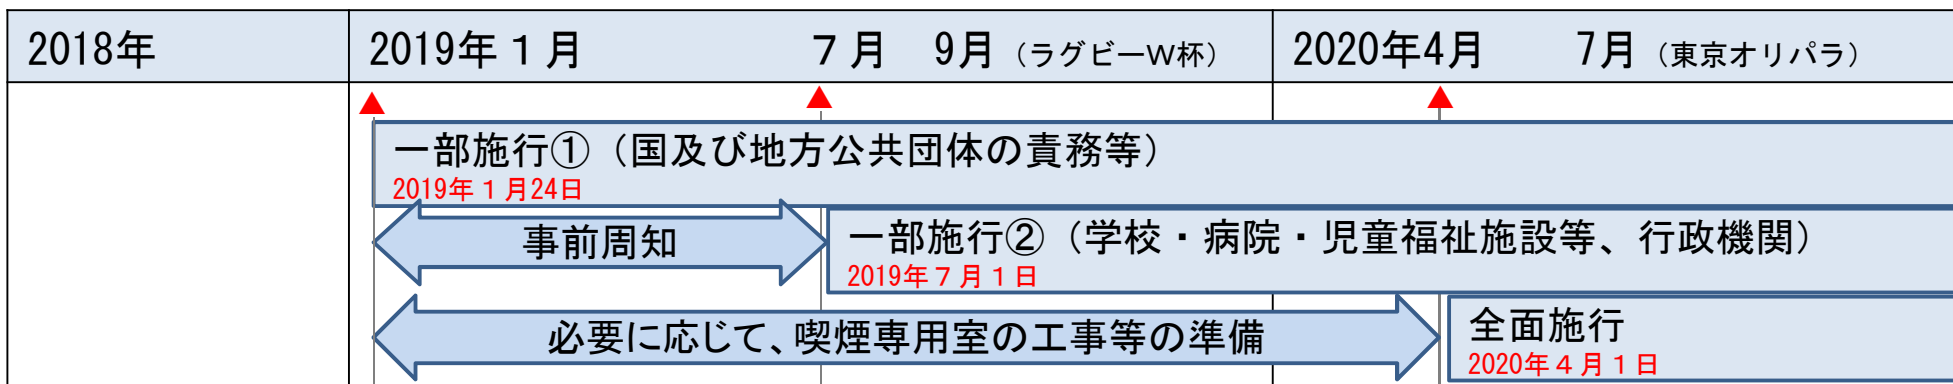 2018年
2019年１月 ７月 9月（ラグビーＷ杯）
2020年4月 7月（東京オリパラ）
一部施行①（国及び地方公共団体の責務等）
2019年１月24日
事前周知
一部施行②（学校・病院・児童福祉施設等、行政機関）
2019年７月１日
必要に応じて、喫煙専用室の工事等の準備
全面施行
2020年４月１日